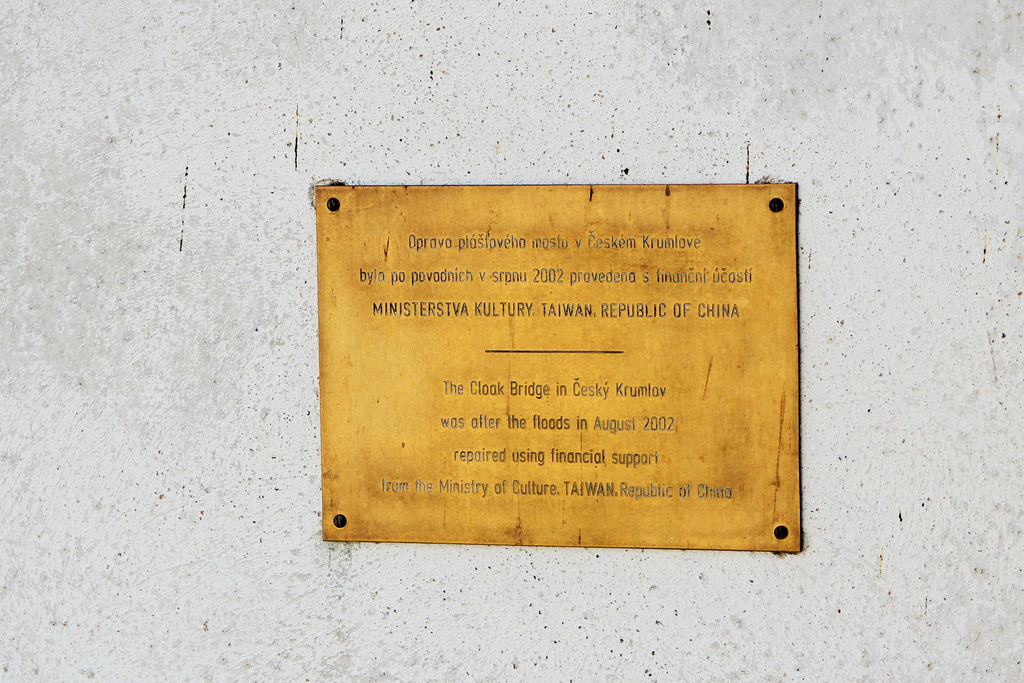 Oprava plášťového mostu v Českém Krumlově
byla po povodních v srpnu 2002 provedena s finanční účastí
MINISTERSTVA KULTURY, TAIWAN, REPUBLIC OF CHINA
The Cloak Bridge in Český Krumlov
was after the floods in August 2002,
repaired using financial support
from the Ministry of Culture, TAIWAN, Republic of China